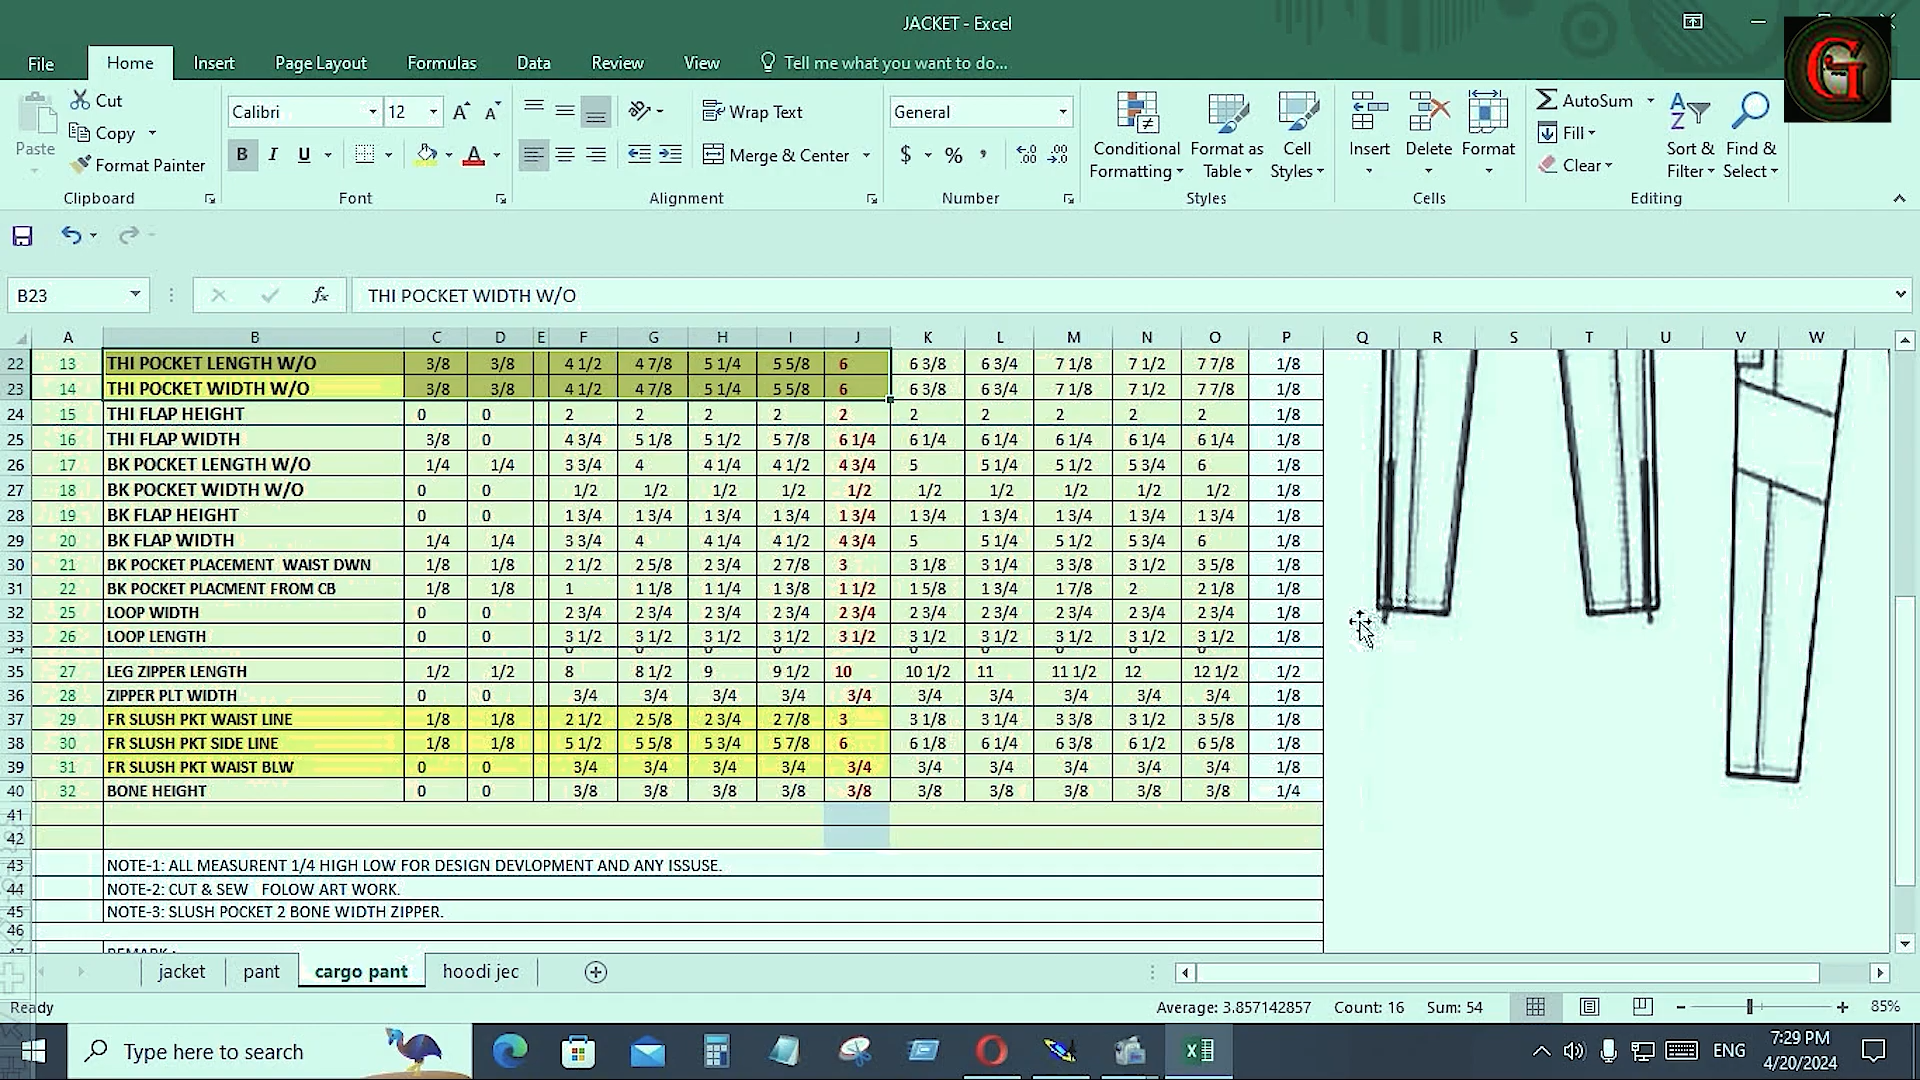 JACKET - Excel
File Home Insert Page Layout Formulas Data Review View Tell me what you want to do...
Paste
Cut
Copy
Format Painter
Clipboard
Calibri 12
B I U
Font
Wrap Text
Merge & Center
Alignment
General
$ % ,
Number
Conditional Formatting
Format as Table
Cell Styles
Styles
Insert Delete Format
Cells
AutoSum
Fill
Clear
Sort & Filter
Find & Select
Editing
B23 fx THI POCKET WIDTH W/O
A B C D E F G H I J K L M N O P Q R S T U V W
22 13 THI POCKET LENGTH W/O 3/8 3/8 4 1/2 4 7/8 5 1/4 5 5/8 6 6 3/8 6 3/4 7 1/8 7 1/2 7 7/8 1/8
23 14 THI POCKET WIDTH W/O 3/8 3/8 4 1/2 4 7/8 5 1/4 5 5/8 6 6 3/8 6 3/4 7 1/8 7 1/2 7 7/8 1/8
24 15 THI FLAP HEIGHT 0 0 2 2 2 2 2 2 2 2 2 2 1/8
25 16 THI FLAP WIDTH 3/8 0 4 3/4 5 1/8 5 1/2 5 7/8 6 1/4 6 1/4 6 1/4 6 1/4 6 1/4 6 1/4 1/8
26 17 BK POCKET LENGTH W/O 1/4 1/4 3 3/4 4 4 1/4 4 1/2 4 3/4 5 5 1/4 5 1/2 5 3/4 6 1/8
27 18 BK POCKET WIDTH W/O 0 0 1/2 1/2 1/2 1/2 1/2 1/2 1/2 1/2 1/2 1/2 1/8
28 19 BK FLAP HEIGHT 0 0 1 3/4 1 3/4 1 3/4 1 3/4 1 3/4 1 3/4 1 3/4 1 3/4 1 3/4 1 3/4 1/8
29 20 BK FLAP WIDTH 1/4 1/4 3 3/4 4 4 1/4 4 1/2 4 3/4 5 5 1/4 5 1/2 5 3/4 6 1/8
30 21 BK POCKET PLACEMENT WAIST DWN 1/8 1/8 2 1/2 2 5/8 2 3/4 2 7/8 3 3 1/8 3 1/4 3 3/8 3 1/2 3 5/8 1/8
31 22 BK POCKET PLACMENT FROM CB 1/8 1/8 1 1 1/8 1 1/4 1 3/8 1 1/2 1 5/8 1 3/4 1 7/8 2 2 1/8 1/8
32 25 LOOP WIDTH 0 0 2 3/4 2 3/4 2 3/4 2 3/4 2 3/4 2 3/4 2 3/4 2 3/4 2 3/4 2 3/4 1/8
33 26 LOOP LENGTH 0 0 3 1/2 3 1/2 3 1/2 3 1/2 3 1/2 3 1/2 3 1/2 3 1/2 3 1/2 3 1/2 1/8
35 27 LEG ZIPPER LENGTH 1/2 1/2 8 8 1/2 9 9 1/2 10 10 1/2 11 11 1/2 12 12 1/2 1/2
36 28 ZIPPER PLT WIDTH 0 0 3/4 3/4 3/4 3/4 3/4 3/4 3/4 3/4 3/4 3/4 1/8
37 29 FR SLUSH PKT WAIST LINE 1/8 1/8 2 1/2 2 5/8 2 3/4 2 7/8 3 3 1/8 3 1/4 3 3/8 3 1/2 3 5/8 1/8
38 30 FR SLUSH PKT SIDE LINE 1/8 1/8 5 1/2 5 5/8 5 3/4 5 7/8 6 6 1/8 6 1/4 6 3/8 6 1/2 6 5/8 1/8
39 31 FR SLUSH PKT WAIST BLW 0 0 3/4 3/4 3/4 3/4 3/4 3/4 3/4 3/4 3/4 3/4 1/8
40 32 BONE HEIGHT 0 0 3/8 3/8 3/8 3/8 3/8 3/8 3/8 3/8 3/8 3/8 1/4
41
42
43 NOTE-1: ALL MEASURENT 1/4 HIGH LOW FOR DESIGN DEVLOPMENT AND ANY ISSUSE.
44 NOTE-2: CUT & SEW FOLOW ART WORK.
45 NOTE-3: SLUSH POCKET 2 BONE WIDTH ZIPPER.
46
jacket pant cargo pant hoodi jec
Ready Average: 3.857142857 Count: 16 Sum: 54 85%
Type here to search ENG 7:29 PM
4/20/2024
G